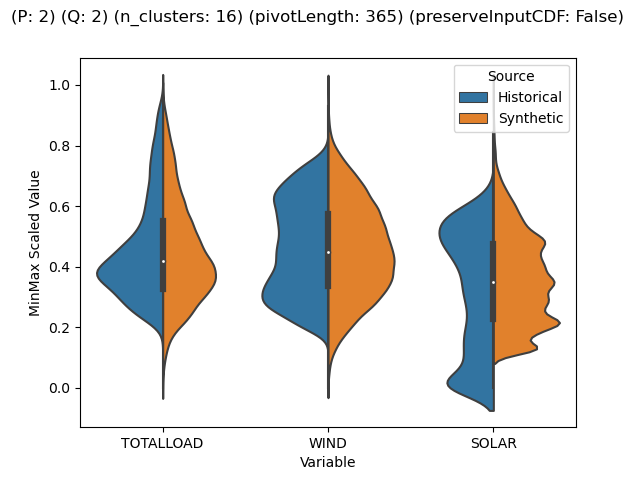 (P: 2) (Q: 2) (n_clusters: 16) (pivotLength: 365) (preserveInputCDF: False)
Source
Historical
Synthetic
1.0
0.8
0.6
0.4
0.2
0.0
MinMax Scaled Value
TOTALLOAD
WIND
SOLAR
Variable